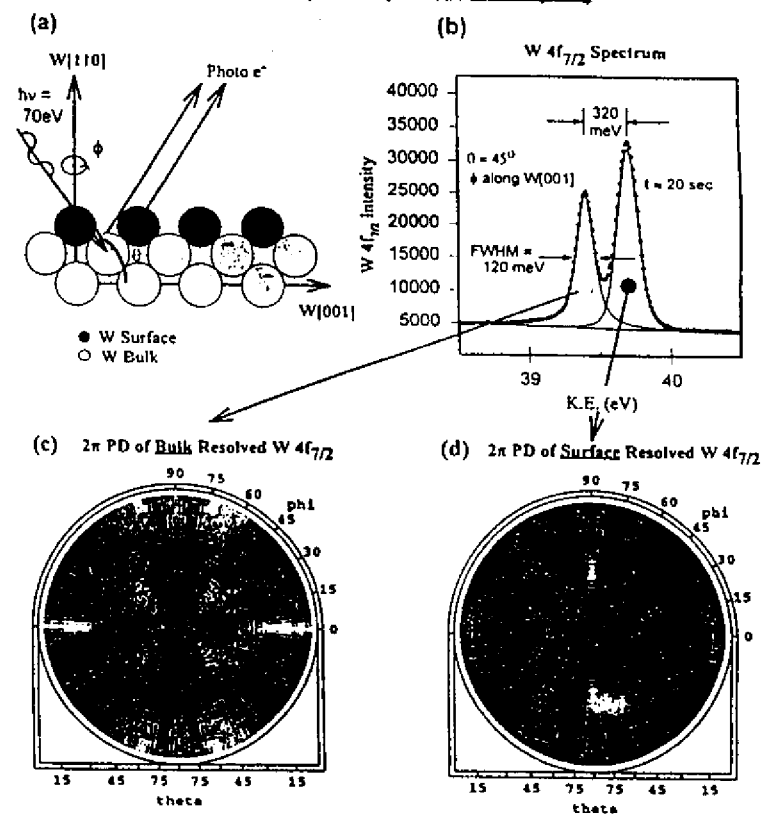 (a)
W[110]
hν =
70eV
ϕ
Photo e⁻
θ
W[001]
● W Surface
○ W Bulk
(b)
W 4f7/2 Spectrum
W 4f7/2 Intensity
40000
35000
30000
25000
20000
15000
10000
5000
320
meV
θ = 45º
ϕ along W[001]
t = 20 sec
FWHM =
120 meV
39
40
K.E. (eV)
(c) 2π PD of Bulk Resolved W 4f7/2
90
75
60
45
30
15
0
phi
15 45 75 75 45 15
theta
(d) 2π PD of Surface Resolved W 4f7/2
90
75
60
45
30
15
0
phi
15 45 75 75 45 15
theta